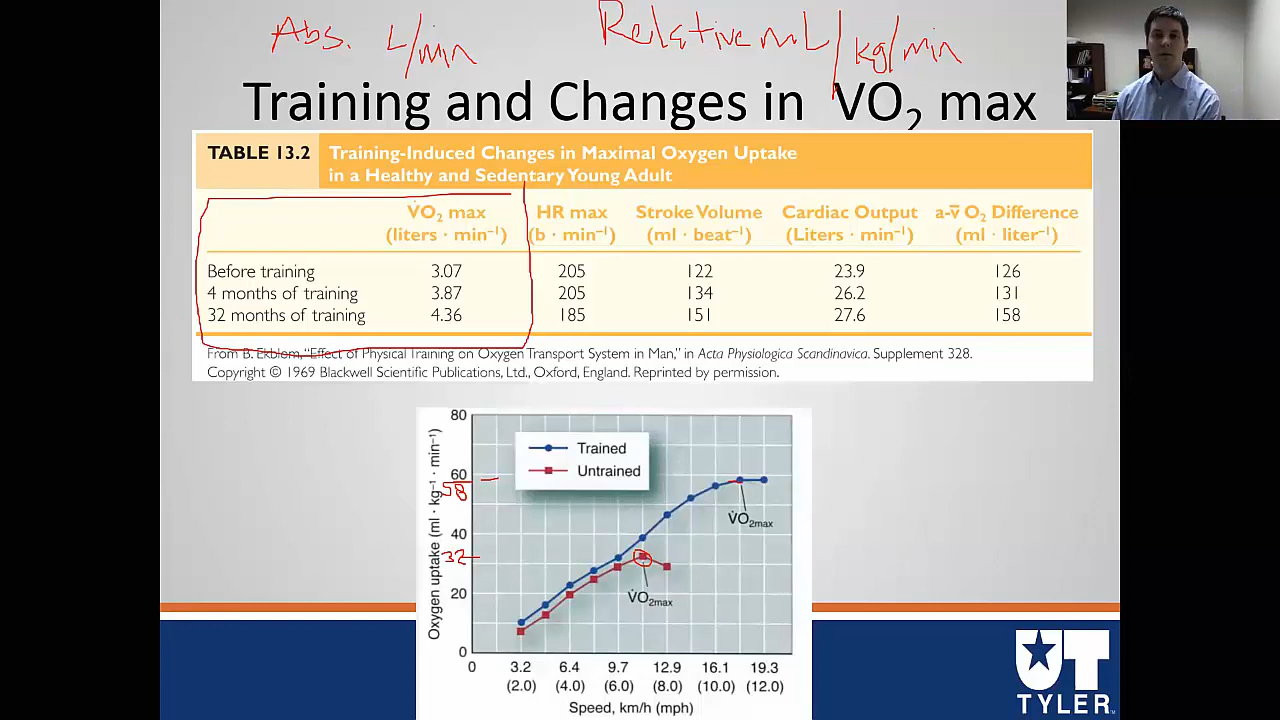 Abs. L/min Relative mL/kg/min
Training and Changes in V̇O₂ max
TABLE 13.2 Training-Induced Changes in Maximal Oxygen Uptake
in a Healthy and Sedentary Young Adult
V̇O₂ max HR max Stroke Volume Cardiac Output a-v̄ O₂ Difference
(liters · min⁻¹) (b · min⁻¹) (ml · beat⁻¹) (Liters · min⁻¹) (ml · liter⁻¹)
Before training 3.07 205 122 23.9 126
4 months of training 3.87 205 134 26.2 131
32 months of training 4.36 185 151 27.6 158
From B. Ekblom, “Effect of Physical Training on Oxygen Transport System in Man,” in Acta Physiologica Scandinavica. Supplement 328.
Copyright © 1969 Blackwell Scientific Publications, Ltd., Oxford, England. Reprinted by permission.
Oxygen uptake (ml · kg⁻¹ · min⁻¹)
80
60
58
40
32
20
0
Trained
Untrained
V̇O₂max
V̇O₂max
0 3.2 6.4 9.7 12.9 16.1 19.3
(2.0) (4.0) (6.0) (8.0) (10.0) (12.0)
Speed, km/h (mph)
UT
TYLER